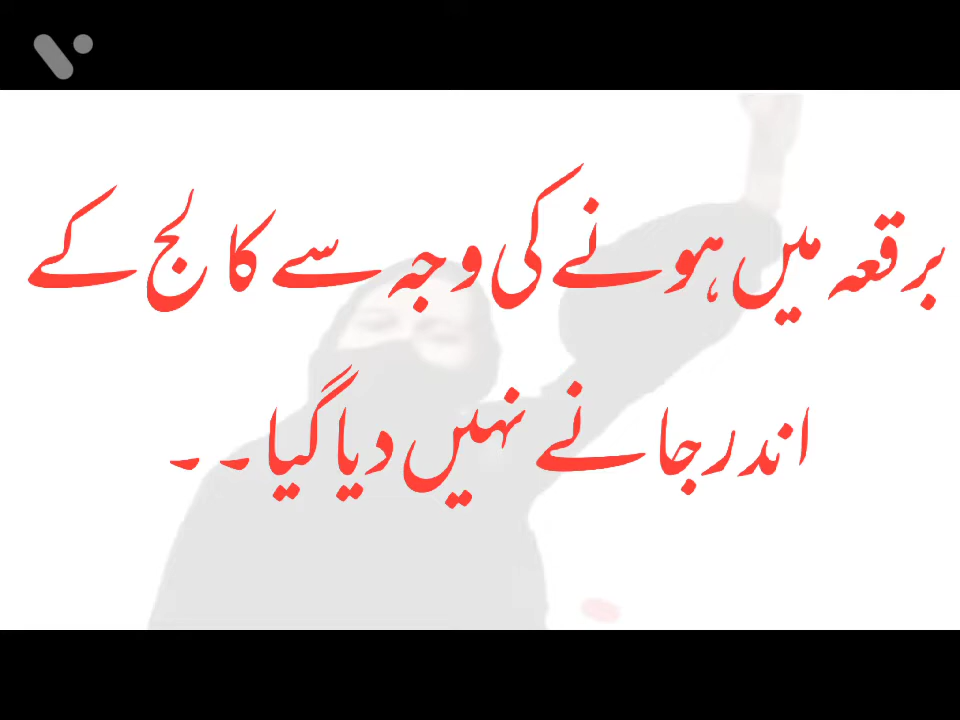 برقعہ میں ہونے کی وجہ سے کالج کے
اندر جانے نہیں دیا گیا۔۔